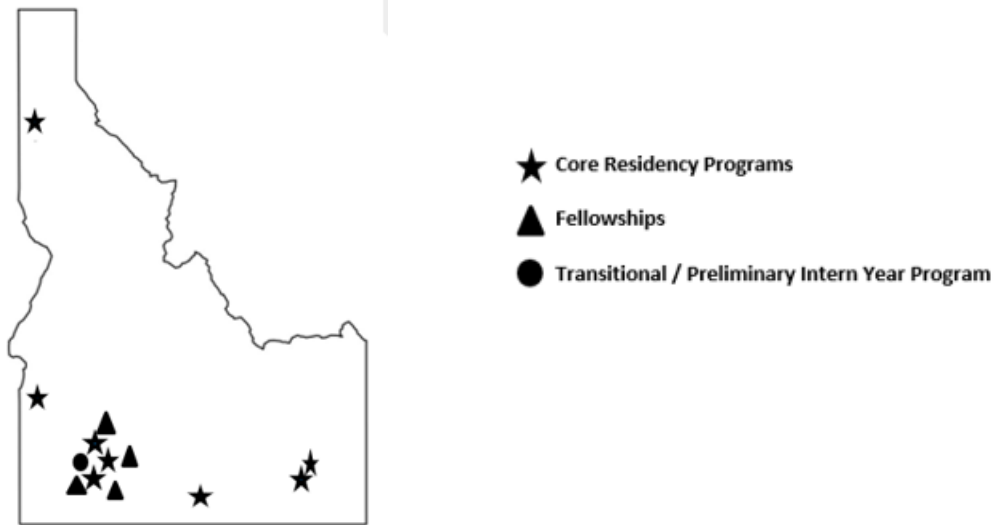 Core Residency Programs
Fellowships
Transitional / Preliminary Intern Year Program